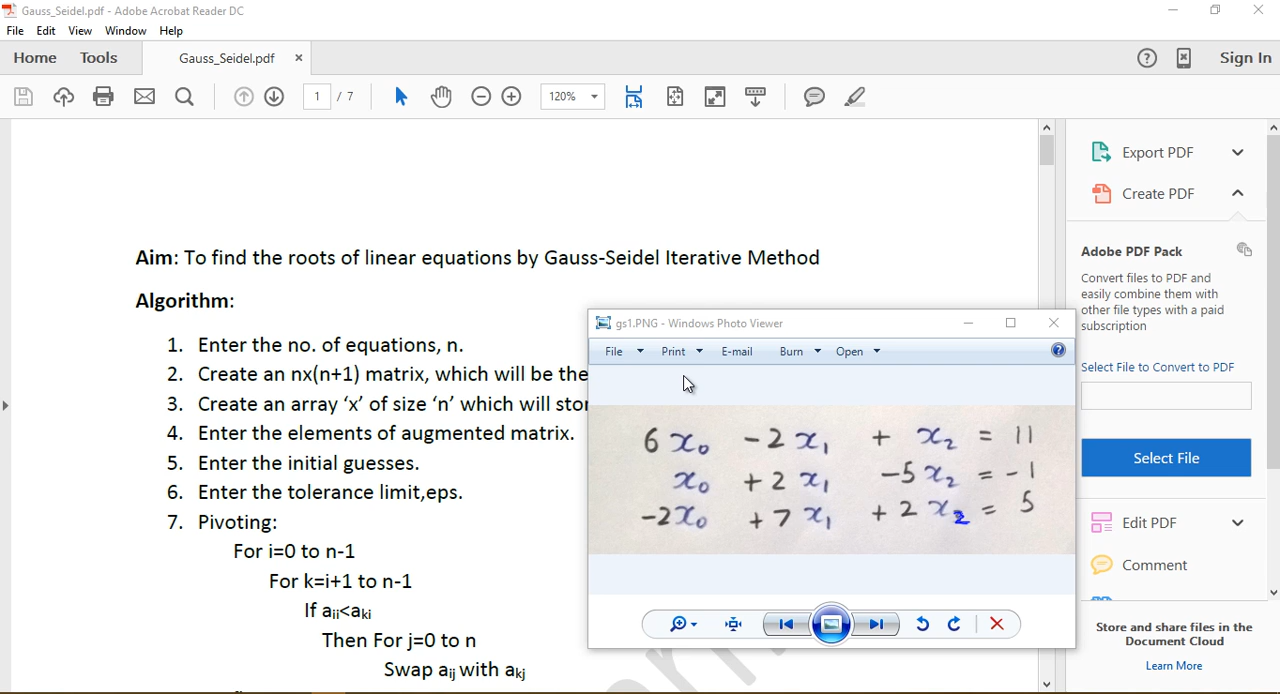 Gauss_Seidel.pdf - Adobe Acrobat Reader DC
File Edit View Window Help
Home Tools Gauss_Seidel.pdf × Sign In
1 / 7 120%
Aim: To find the roots of linear equations by Gauss-Seidel Iterative Method
Algorithm:
1. Enter the no. of equations, n.
2. Create an nx(n+1) matrix, which will be the
3. Create an array ‘x’ of size ‘n’ which will
4. Enter the elements of augmented matrix.
5. Enter the initial guesses.
6. Enter the tolerance limit,eps.
7. Pivoting:
For i=0 to n-1
For k=i+1 to n-1
If aii<aki
Then For j=0 to n
Swap aij with akj
gs1.PNG - Windows Photo Viewer
File Print E-mail Burn Open
6x₀ -2x₁ + x₂ = 11
x₀ +2x₁ -5x₂ = -1
-2x₀ +7x₁ +2x₂ = 5
Export PDF
Create PDF
Adobe PDF Pack
Convert files to PDF and
easily combine them with
other file types with a paid
subscription
Select File to Convert to PDF
Select File
Edit PDF
Comment
Store and share files in the
Document Cloud
Learn More